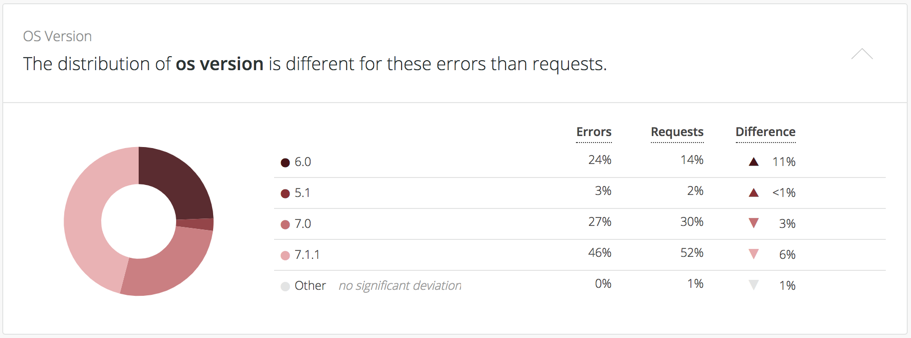 OS Version
The distribution of os version is different for these errors than requests.
Errors Requests Difference
6.0 24% 14% ▲ 11%
5.1 3% 2% ▲ <1%
7.0 27% 30% ▼ 3%
7.1.1 46% 52% ▼ 6%
Other no significant deviation 0% 1% ▼ 1%